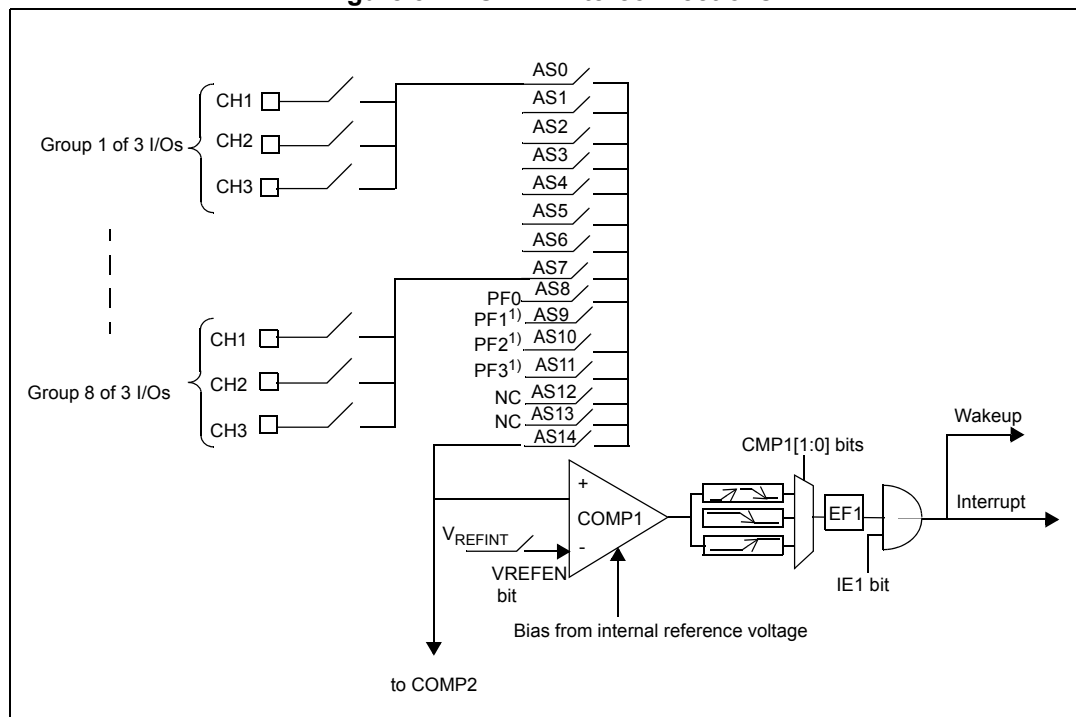 AS0
CH1
AS1
Group 1 of 3 I/Os
CH2
AS2
AS3
CH3
AS4
AS5
AS6
AS7
PF0
AS8
PF1 1)
AS9
CH1
PF2 1)
AS10
PF3 1)
AS11
Group 8 of 3 I/Os
CH2
NC
AS12
NC
AS13
CH3
AS14
CMP1[1:0] bits
Wakeup
+
COMP1
-
EF1
Interrupt
VREFINT
VREFEN
bit
IE1 bit
Bias from internal reference voltage
to COMP2